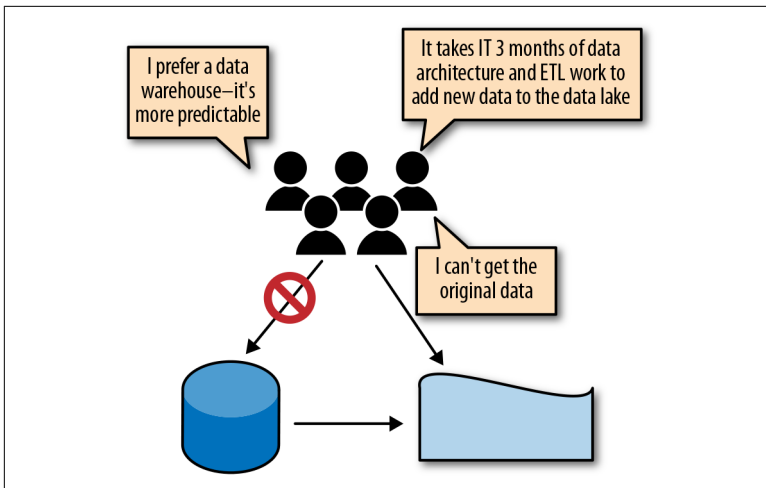 I prefer a data
warehouse–it's
more predictable
It takes IT 3 months of data
architecture and ETL work to
add new data to the data lake
I can't get the
original data